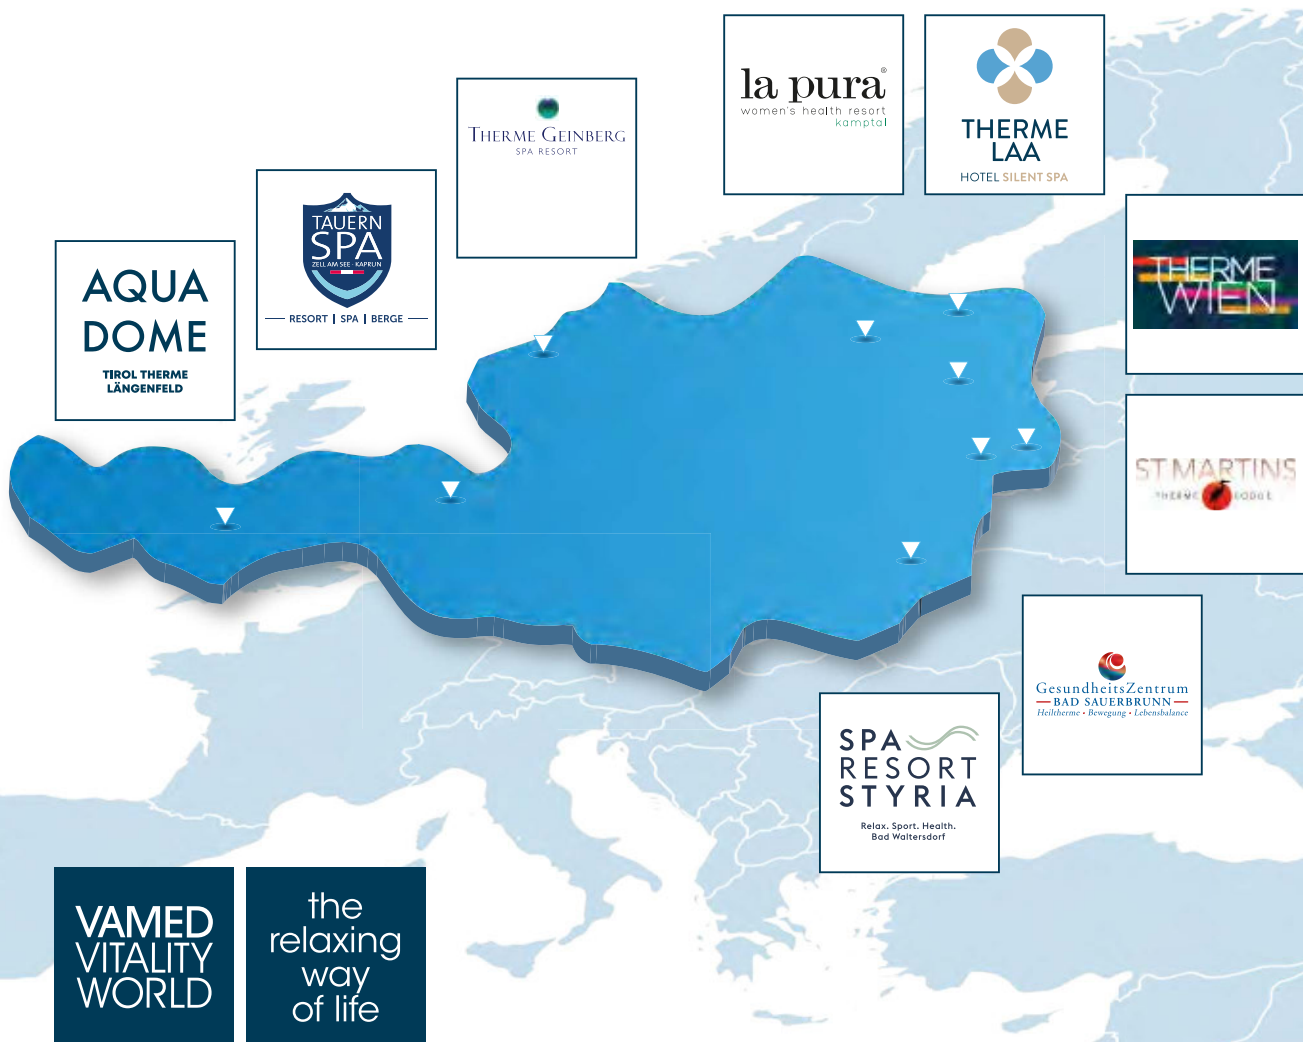 la pura®
women's health resort
kamptal
THERME
LAA
HOTEL SILENT SPA
THERME GEINBERG
SPA RESORT
TAUERN
SPA
ZELL AM SEE · KAPRUN
RESORT | SPA | BERGE
THERME
WIEN
AQUA
DOME
TIROL THERME
LÄNGENFELD
ST MARTINS
THERME LODGE
GesundheitsZentrum
BAD SAUERBRUNN
Heiltherme • Bewegung • Lebensbalance
SPA
RESORT
STYRIA
Relax. Sport. Health.
Bad Waltersdorf
VAMED
VITALITY
WORLD
the
relaxing
way
of life